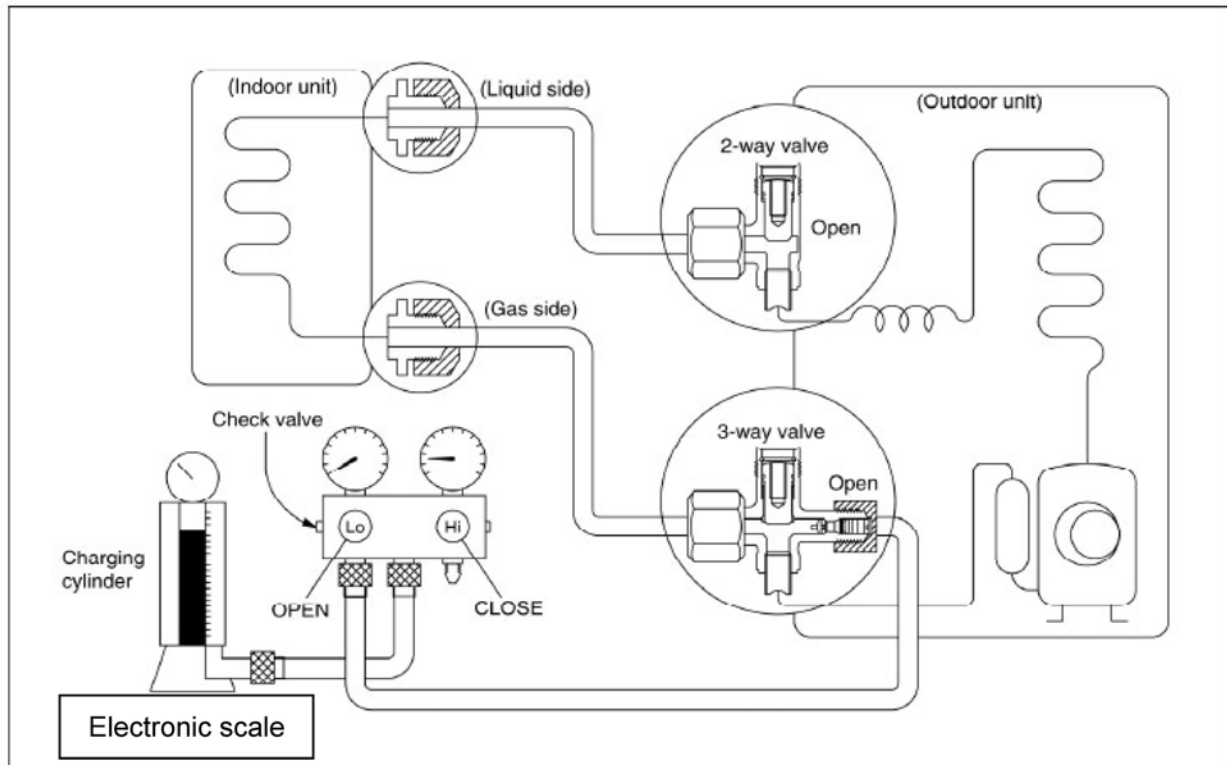 (Indoor unit)
(Liquid side)
(Outdoor unit)
2-way valve
Open
(Gas side)
Check valve
3-way valve
Open
Lo
Hi
Charging
cylinder
OPEN
CLOSE
Electronic scale